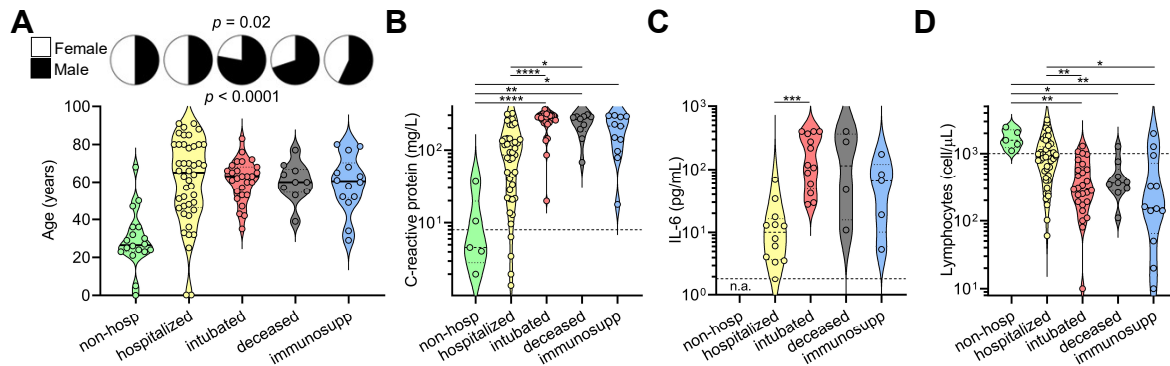 A
p = 0.02
Female
Male
p < 0.0001
Age (years)
100
80
60
40
20
0
non-hosp
hospitalized
intubated
deceased
immunosupp
B
*
****
*
**
****
C-reactive protein (mg/L)
10²
10¹
non-hosp
hospitalized
intubated
deceased
immunosupp
C
***
IL-6 (pg/mL)
10³
10²
10¹
10⁰
n.a.
non-hosp
hospitalized
intubated
deceased
immunosupp
D
*
**
**
*
**
Lymphocytes (cell/μL)
10³
10²
10¹
non-hosp
hospitalized
intubated
deceased
immunosupp